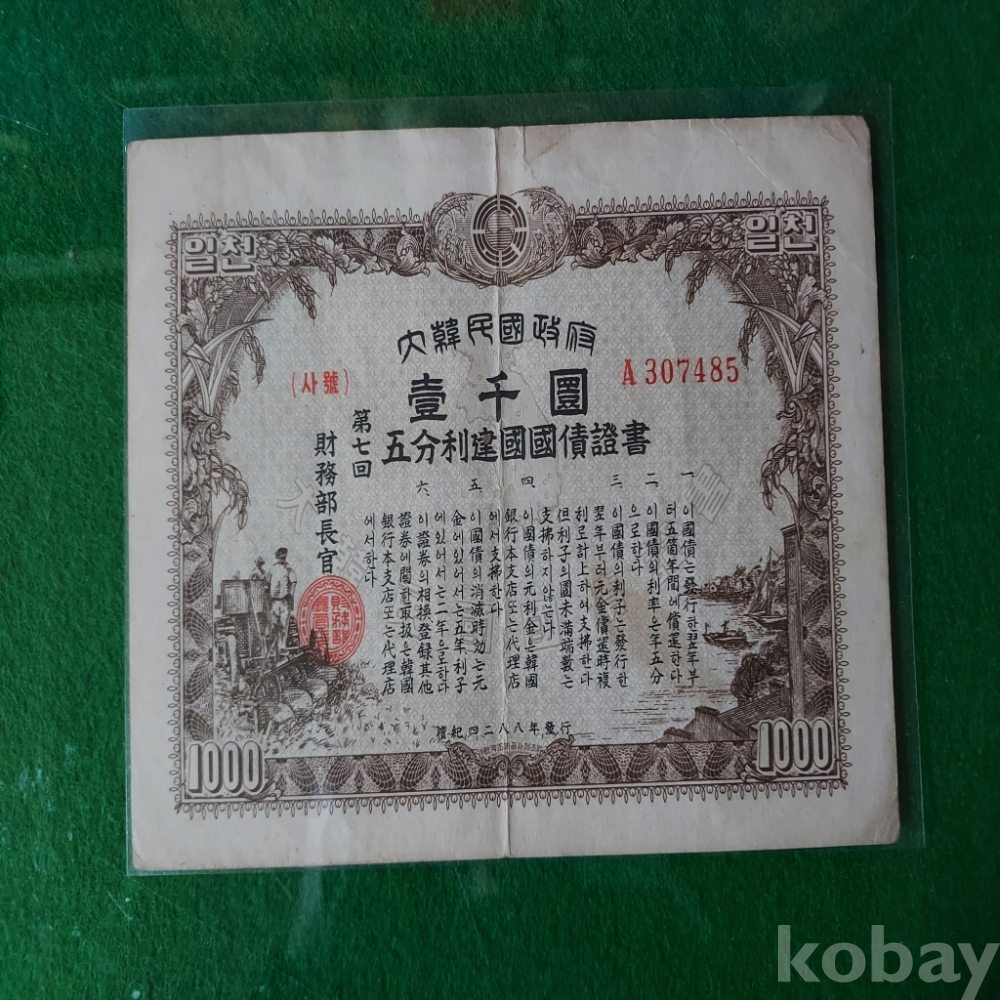 일천
일천
大韓民國政府
(사號)
A 307485
壹千圜
五分利建國國債證書
第七回
財務部長官
一、이國債는發行한翌年부
터五箇年間에償還한다
二、이國債의利率은年五分
으로한다
三、이國債의利子는發行한
翌年부터元金償還時複
利로計上하여支拂한다
但利子의圜未滿端數는
支拂하지않는다
四、이國債의元利金은韓國
銀行本支店또는代理店
에서支拂한다
五、이國債의消滅時効는元
金에있어서는五年利子
에있어서는二年으로하다
六、이證券의相換登錄其他
證券에關한取扱은韓國
銀行本支店또는代理店
에서하다
檀紀四二八八年發行
1000
1000
kobay